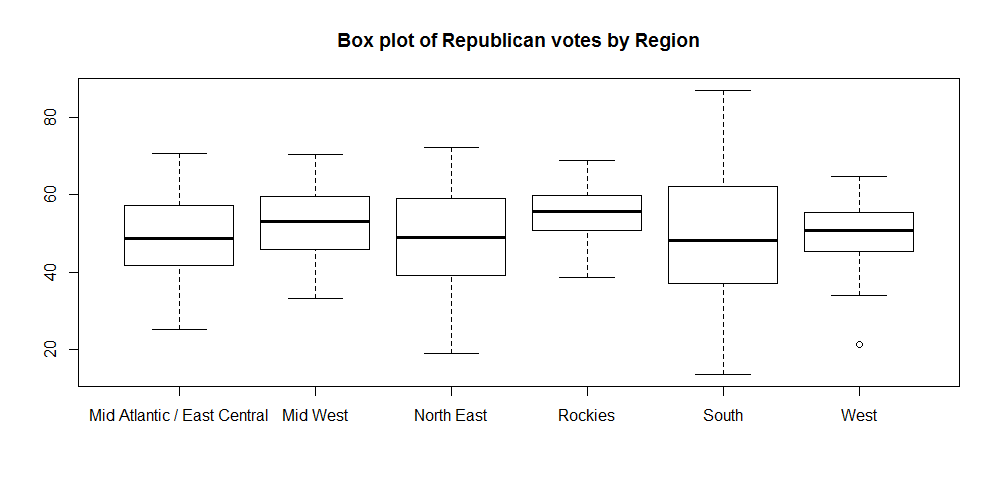 Box plot of Republican votes by Region
80
60
40
20
Mid Atlantic / East Central Mid West North East Rockies South West